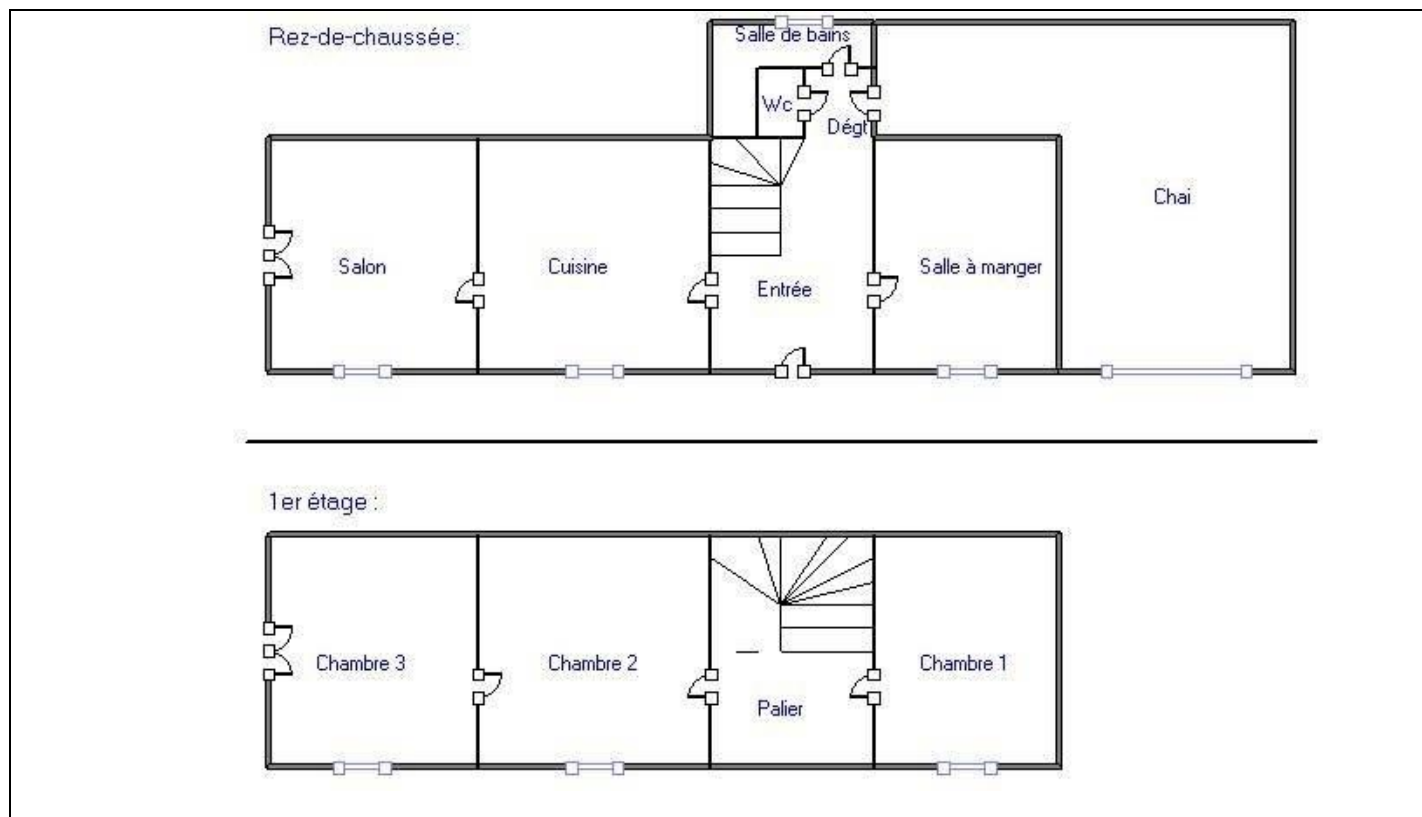 Rez-de-chaussée:
Salle de bains
Wc
Dégt
Chai
Salon
Cuisine
Entrée
Salle à manger
1er étage :
Chambre 3
Chambre 2
Palier
Chambre 1